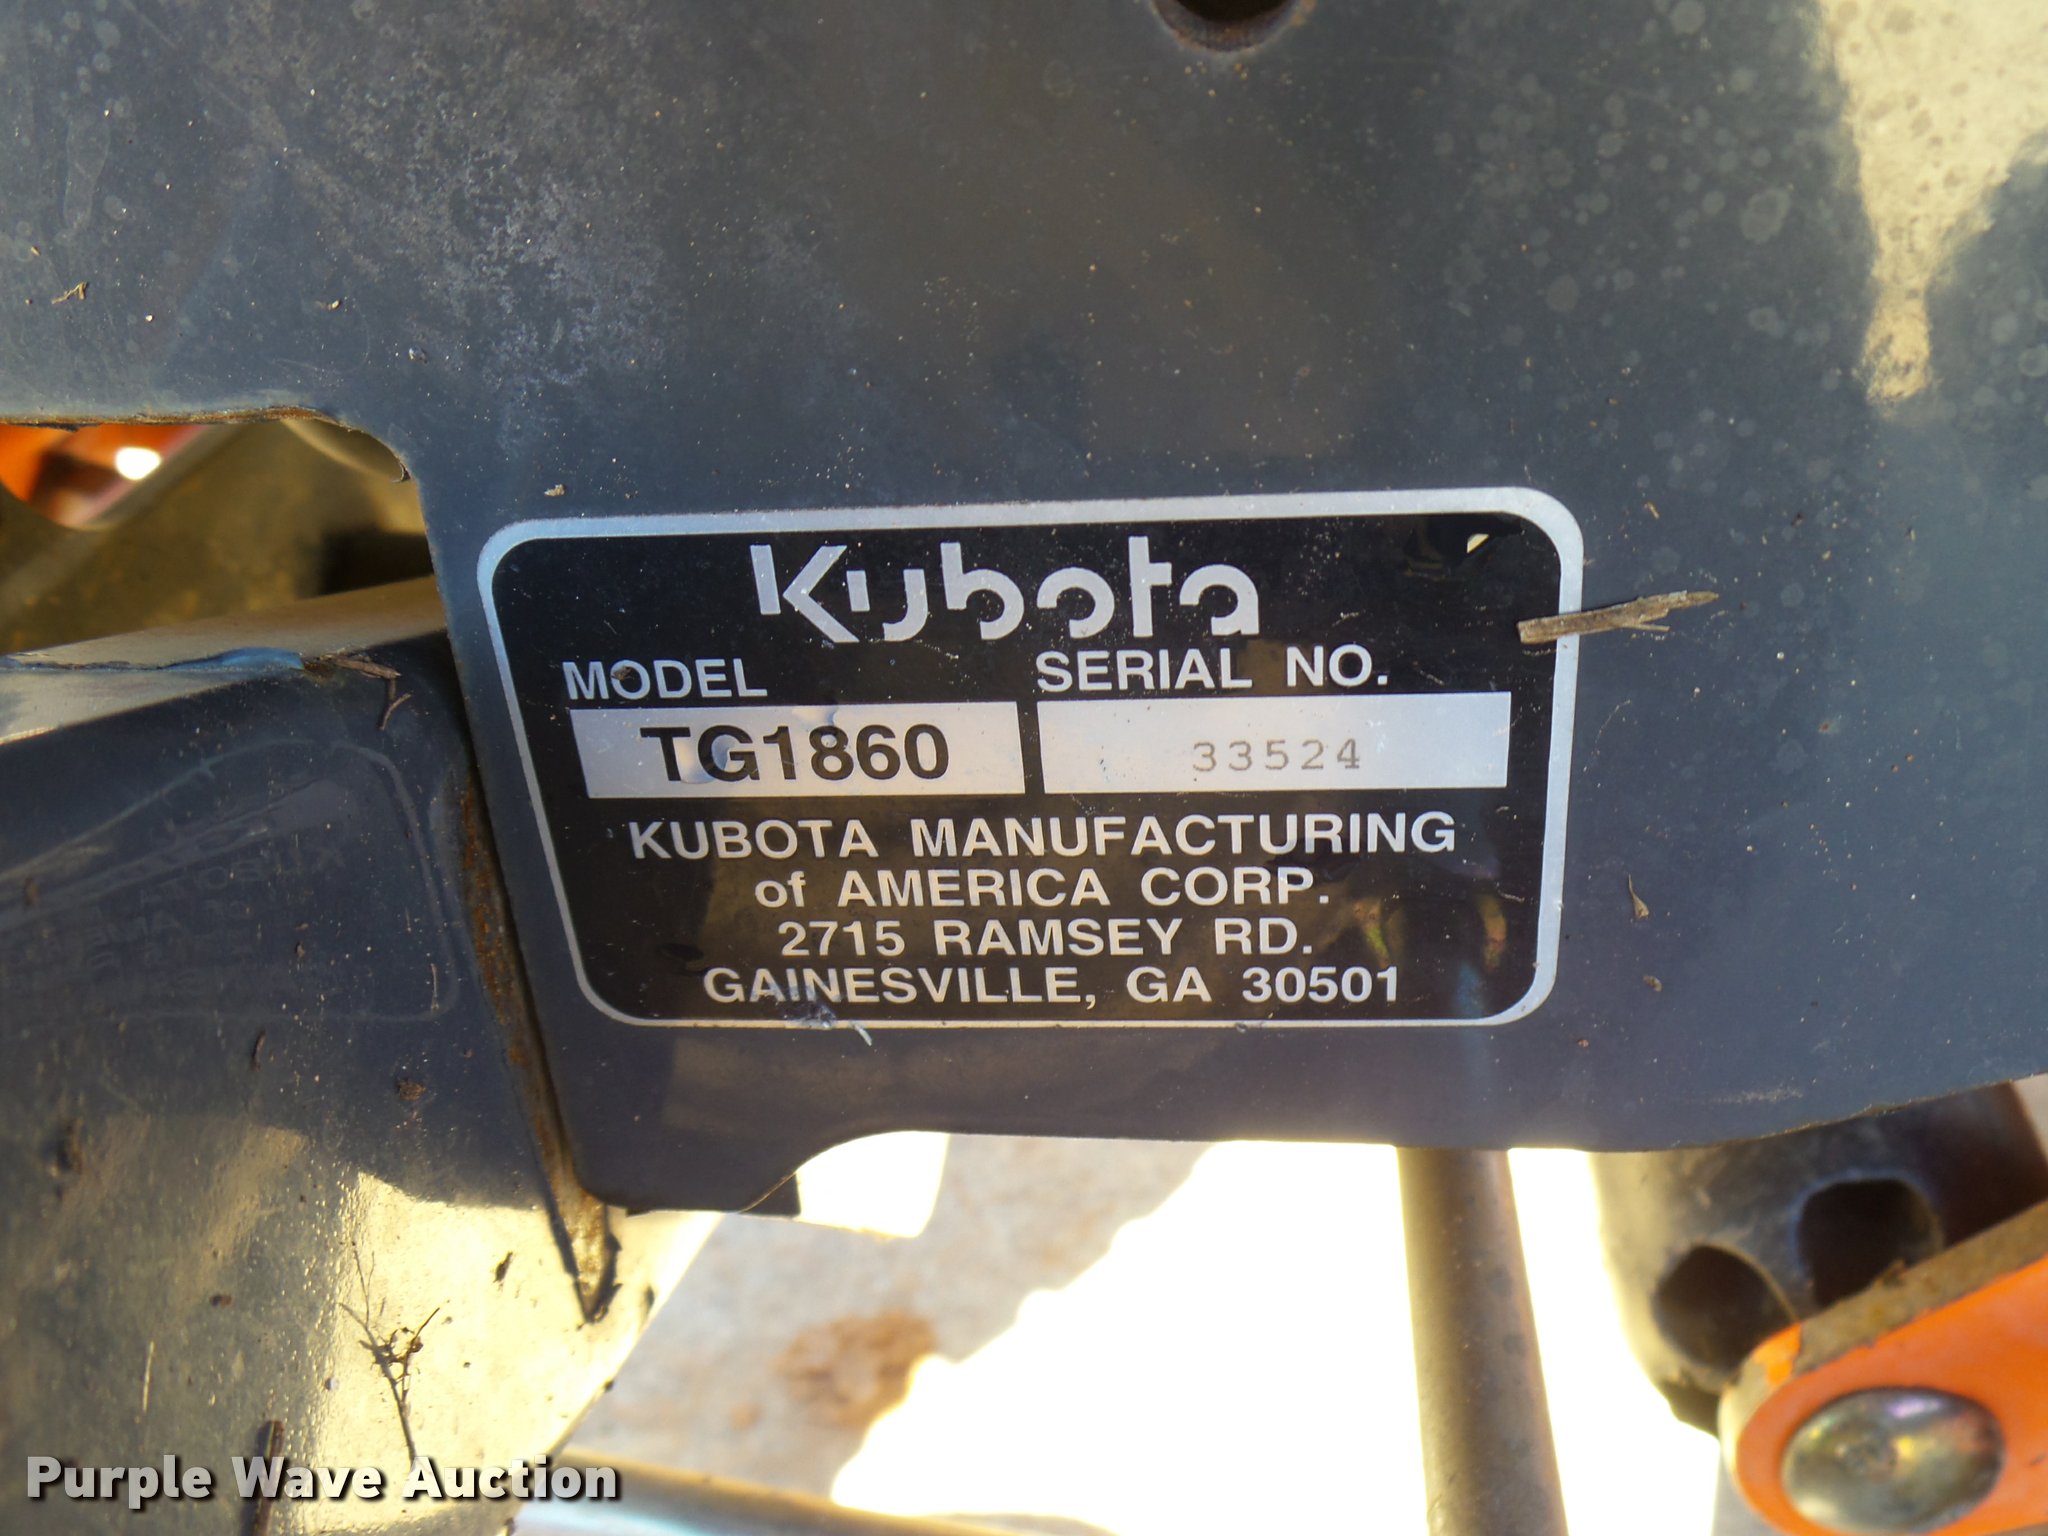 Kubota
MODEL SERIAL NO.
TG1860 33524
KUBOTA MANUFACTURING
of AMERICA CORP.
2715 RAMSEY RD.
GAINESVILLE, GA 30501
Purple Wave Auction